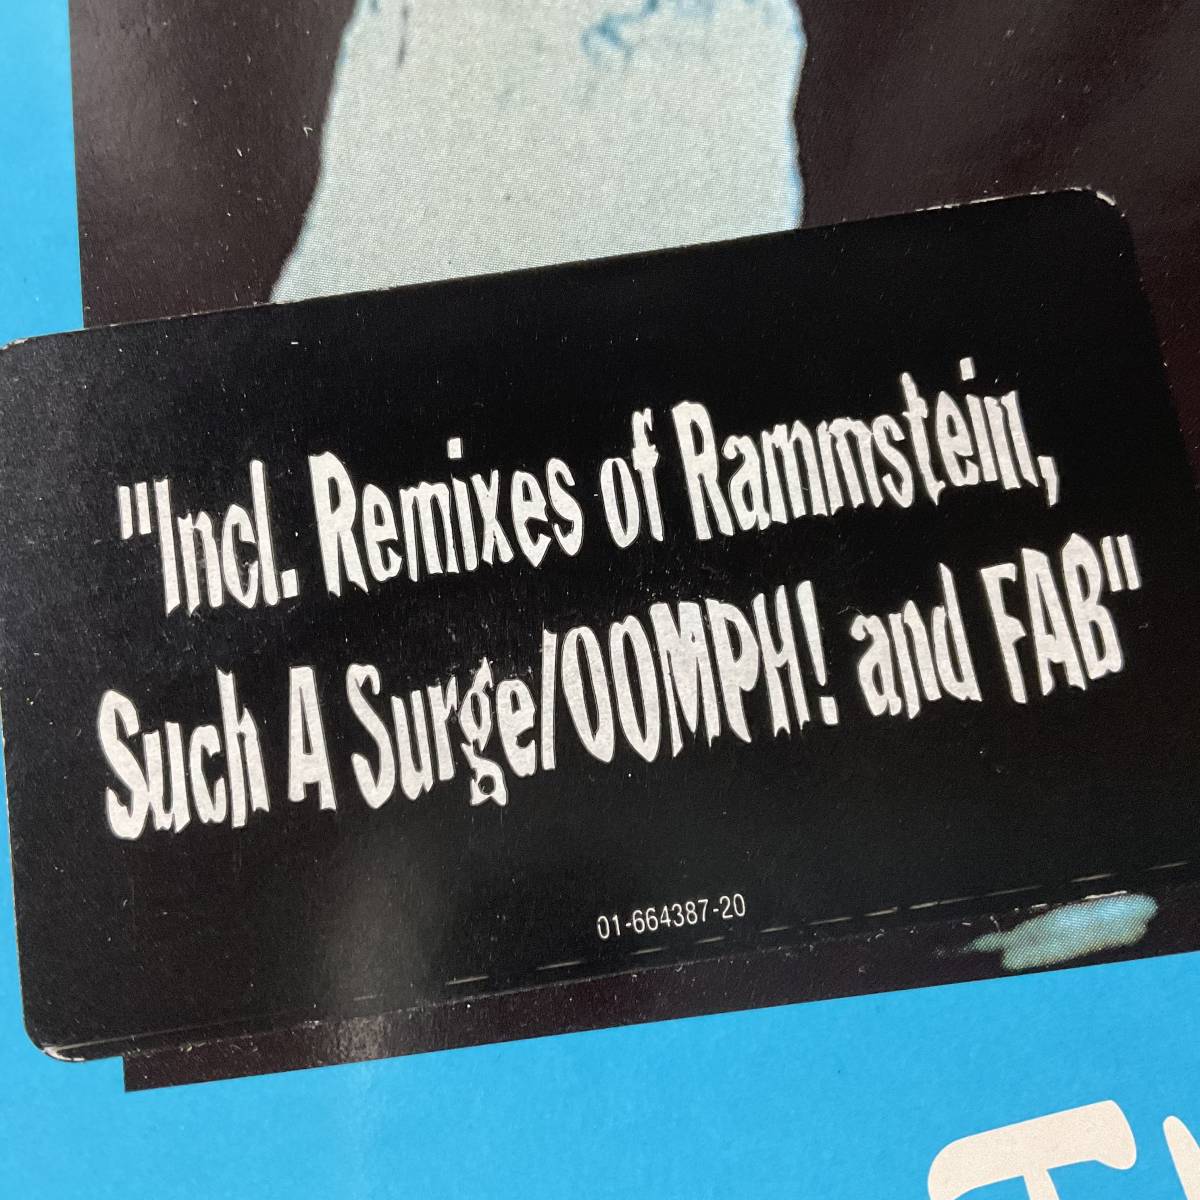 "Incl. Remixes of Rammstein,
Such A Surge/OOMPH! and FAB"
01-664387-20